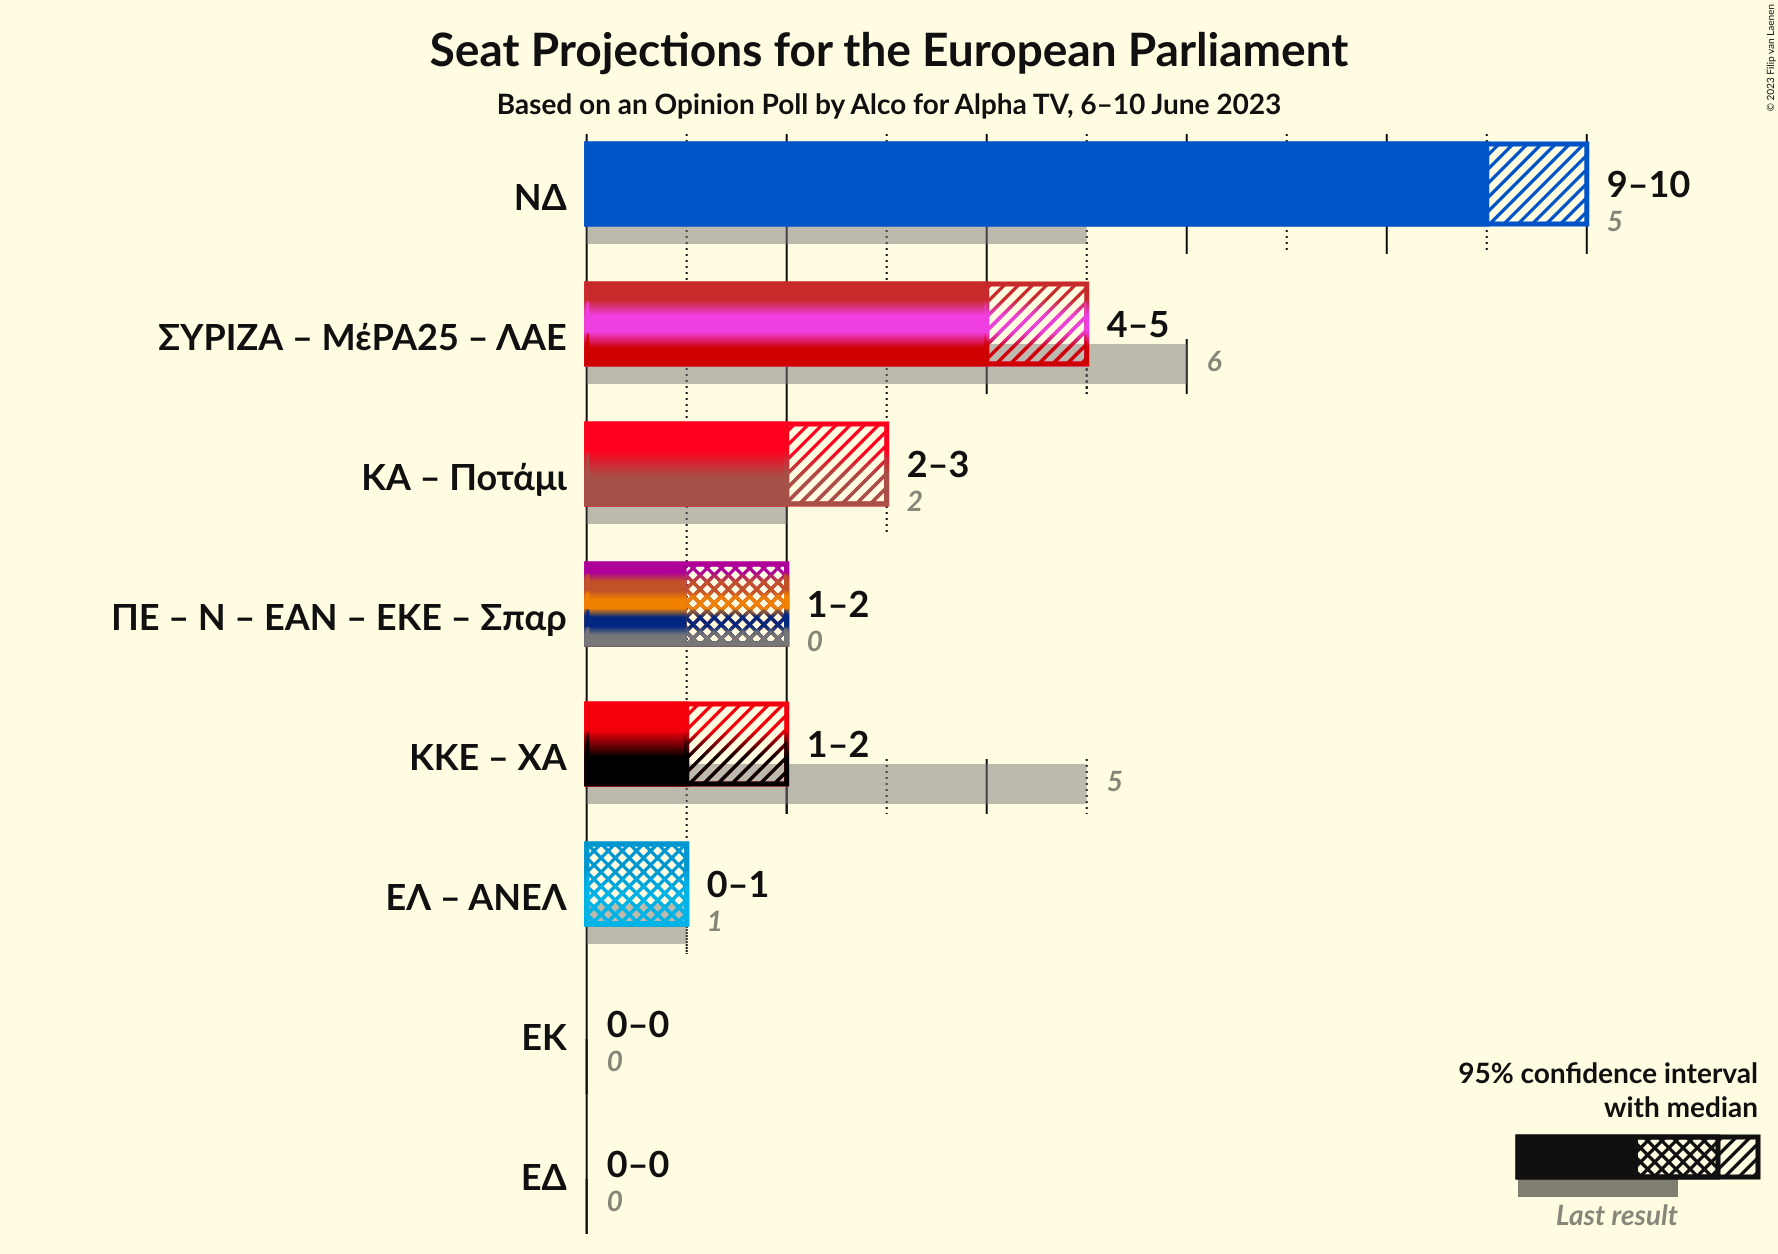 Seat Projections for the European Parliament
Based on an Opinion Poll by Alco for Alpha TV, 6–10 June 2023
© 2023 Filip van Laenen
ΝΔ
9–10
5
ΣΥΡΙΖΑ – ΜέΡΑ25 – ΛΑΕ
4–5
6
ΚΑ – Ποτάμι
2–3
2
ΠΕ – Ν – ΕΑΝ – ΕΚΕ – Σπαρ
1–2
0
ΚΚΕ – ΧΑ
1–2
5
ΕΛ – ΑΝΕΛ
0–1
1
ΕΚ
0–0
0
ΕΔ
0–0
0
95% confidence interval
with median
Last result